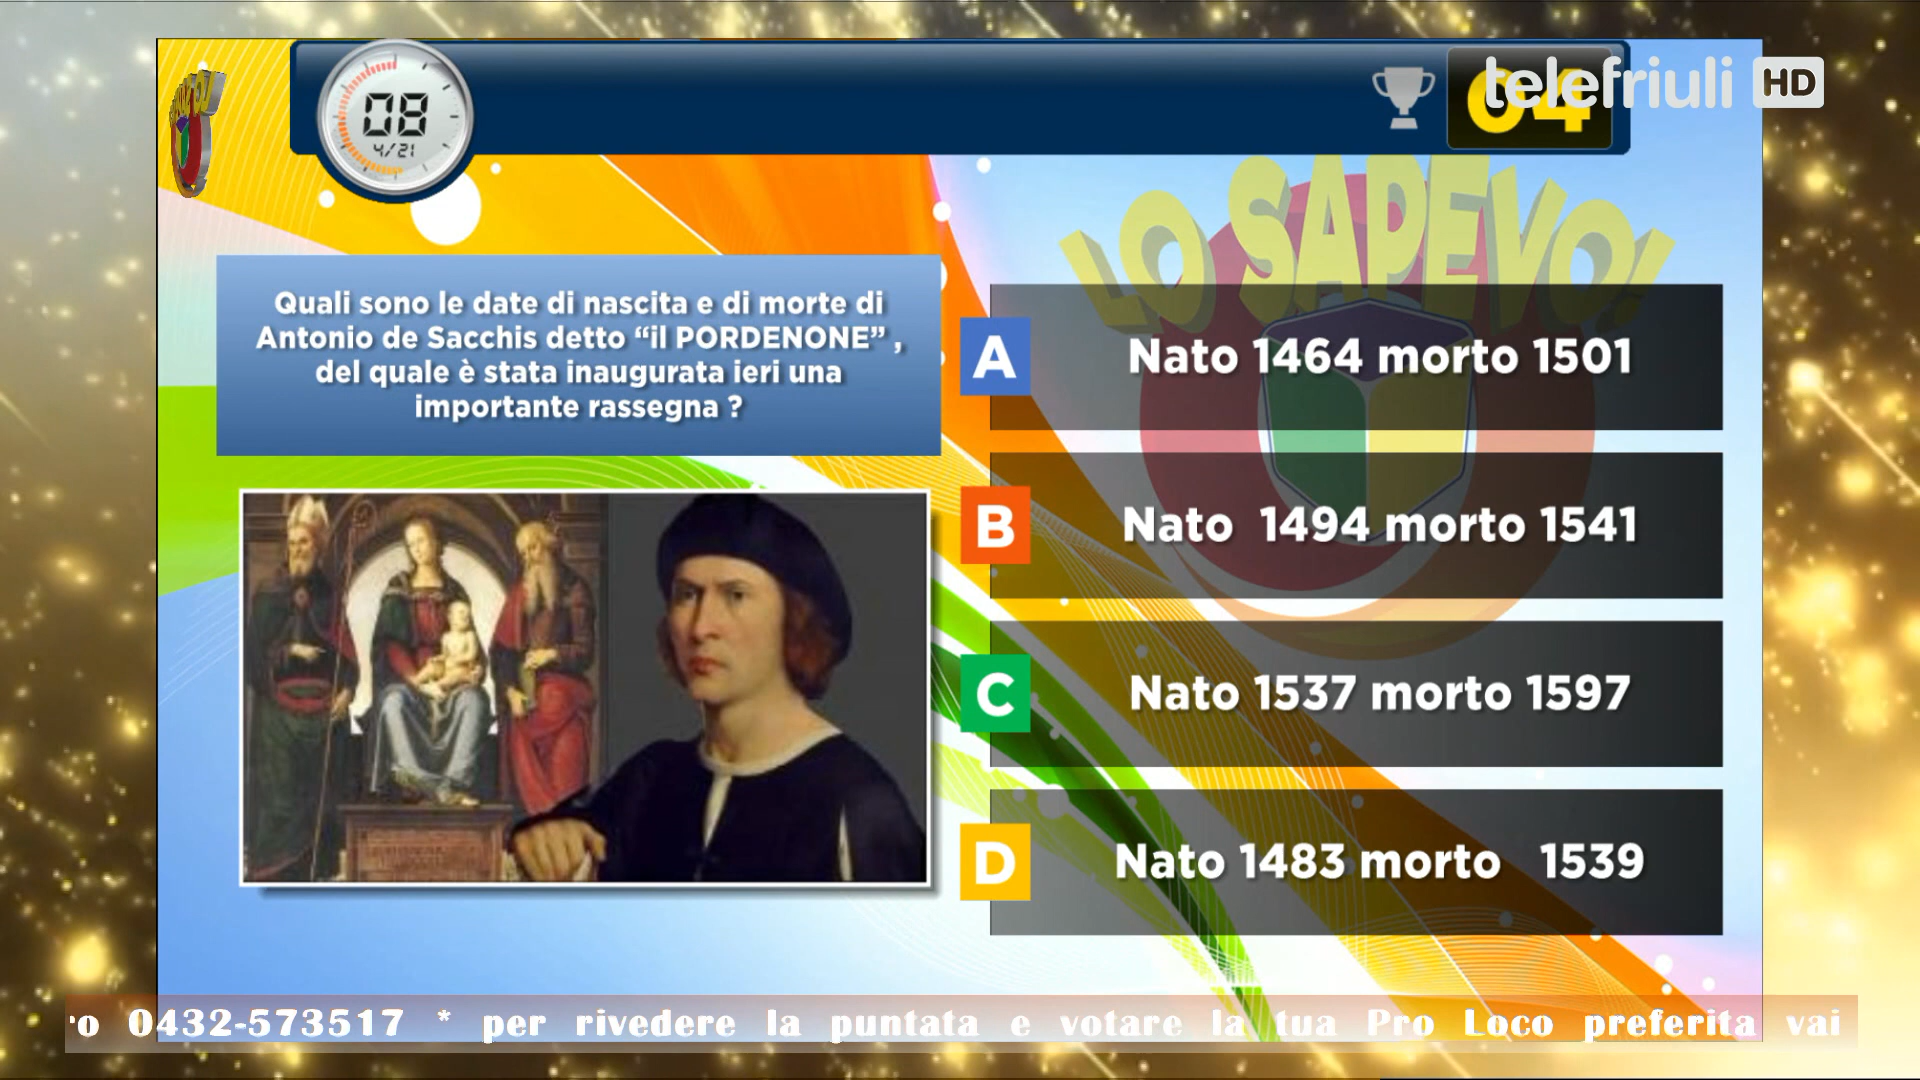 08
4/21
04
telefriuli HD
LO SAPEVO!
Quali sono le date di nascita e di morte di
Antonio de Sacchis detto “il PORDENONE” ,
del quale è stata inaugurata ieri una
importante rassegna ?
A Nato 1464 morto 1501
B Nato 1494 morto 1541
C Nato 1537 morto 1597
D Nato 1483 morto 1539
0432-573517 * per rivedere la puntata e votare la tua Pro Loco preferita vai